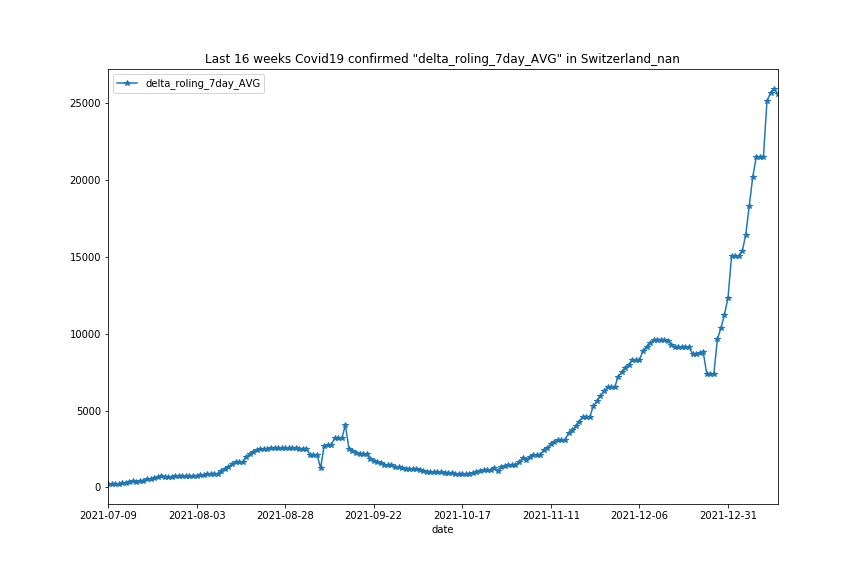 Last 16 weeks Covid19 confirmed "delta_roling_7day_AVG" in Switzerland_nan
delta_roling_7day_AVG
25000
20000
15000
10000
5000
0
2021-07-09 2021-08-03 2021-08-28 2021-09-22 2021-10-17 2021-11-11 2021-12-06 2021-12-31
date